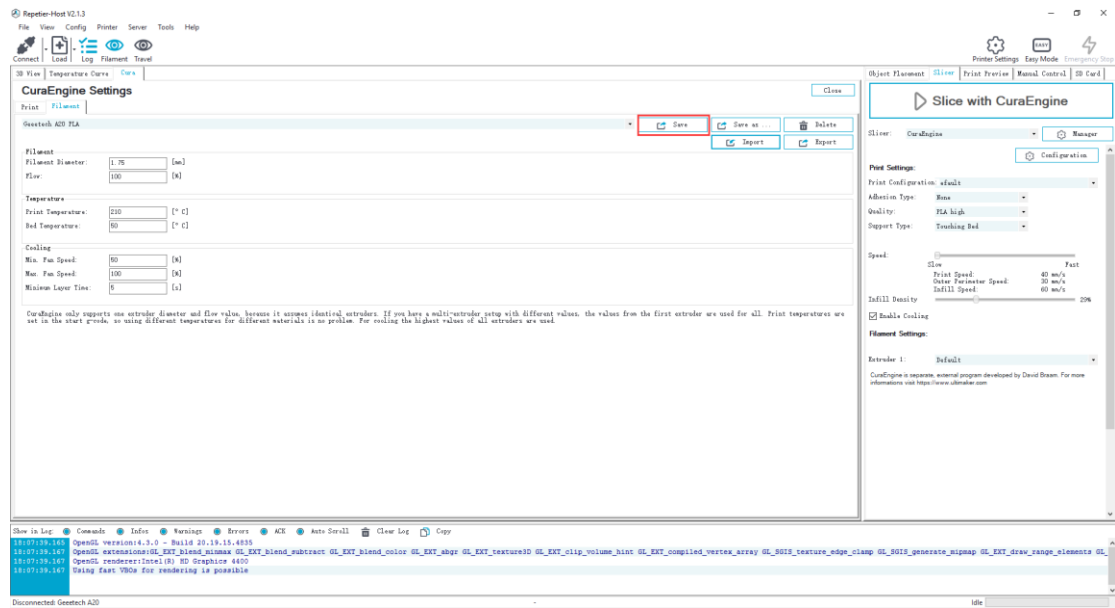 Repetier-Host V2.1.3
File View Config Printer Server Tools Help
Connect Load Log Filament Travel
Printer Settings Easy Mode Emergency Stop
EASY
3D View Temperature Curve Cura
Object Placement Slicer Print Preview Manual Control SD Card
CuraEngine Settings
Close
Print Filament
Geeetech A20 PLA
Save
Save as ...
Delete
Import
Export
Filament
Filament Diameter: 1.75 [mm]
Flow: 100 [%]
Temperature
Print Temperature: 210 [° C]
Bed Temperature: 50 [° C]
Cooling
Min. Fan Speed: 50 [%]
Max. Fan Speed: 100 [%]
Minimum Layer Time: 5 [s]
CuraEngine only supports one extruder diameter and flow value, because it assumes identical extruders. If you have a multi-extruder setup with different values, the values from the first extruder are used for all. Print temperatures are
set in the start g-code, so using different temperatures for different materials is no problem. For cooling the highest values of all extruders are used.
Slice with CuraEngine
Slicer: CuraEngine
Manager
Configuration
Print Settings:
Print Configuration: efault
Adhesion Type: None
Quality: PLA high
Support Type: Touching Bed
Speed:
Slow Fast
Print Speed: 40 mm/s
Outer Perimeter Speed: 30 mm/s
Infill Speed: 60 mm/s
Infill Density 29%
Enable Cooling
Filament Settings:
Extruder 1: Default
CuraEngine is separate, external program developed by David Braam. For more
informations visit https://www.ultimaker.com
Show in Log: Commands Infos Warnings Errors ACK Auto Scroll Clear Log Copy
18:07:39.165 OpenGL version:4.3.0 - Build 20.19.15.4835
18:07:39.167 OpenGL extensions:GL_EXT_blend_minmax GL_EXT_blend_subtract GL_EXT_blend_color GL_EXT_abgr GL_EXT_texture3D GL_EXT_clip_volume_hint GL_EXT_compiled_vertex_array GL_SGIS_texture_edge_clamp GL_SGIS_generate_mipmap GL_EXT_draw_range_elements GL_
18:07:39.167 OpenGL renderer:Intel(R) HD Graphics 4400
18:07:39.167 Using fast VBOs for rendering is possible
Disconnected: Geeetech A20
-
Idle